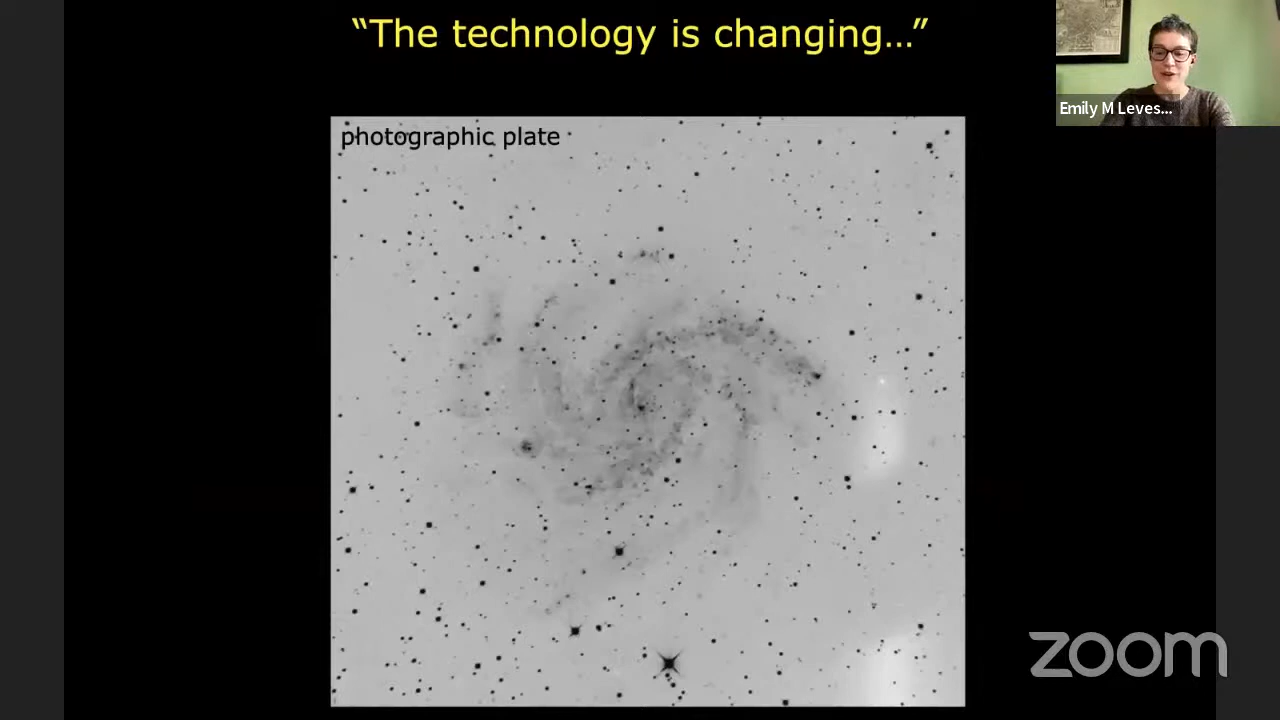 “The technology is changing…”
photographic plate
Emily M Leves...
zoom